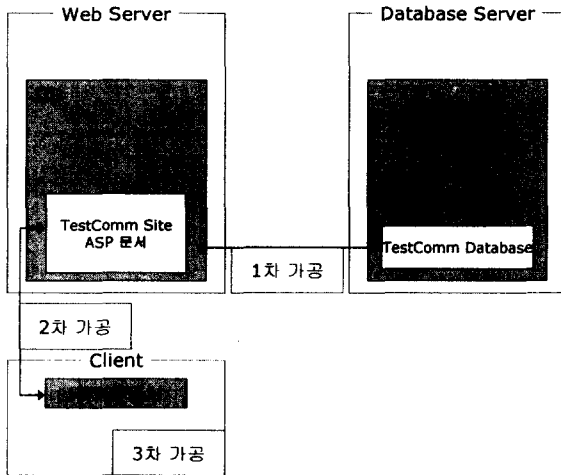 Web Server
Database Server
TestComm Site
ASP 문서
TestComm Database
1차 가공
2차 가공
Client
3차 가공